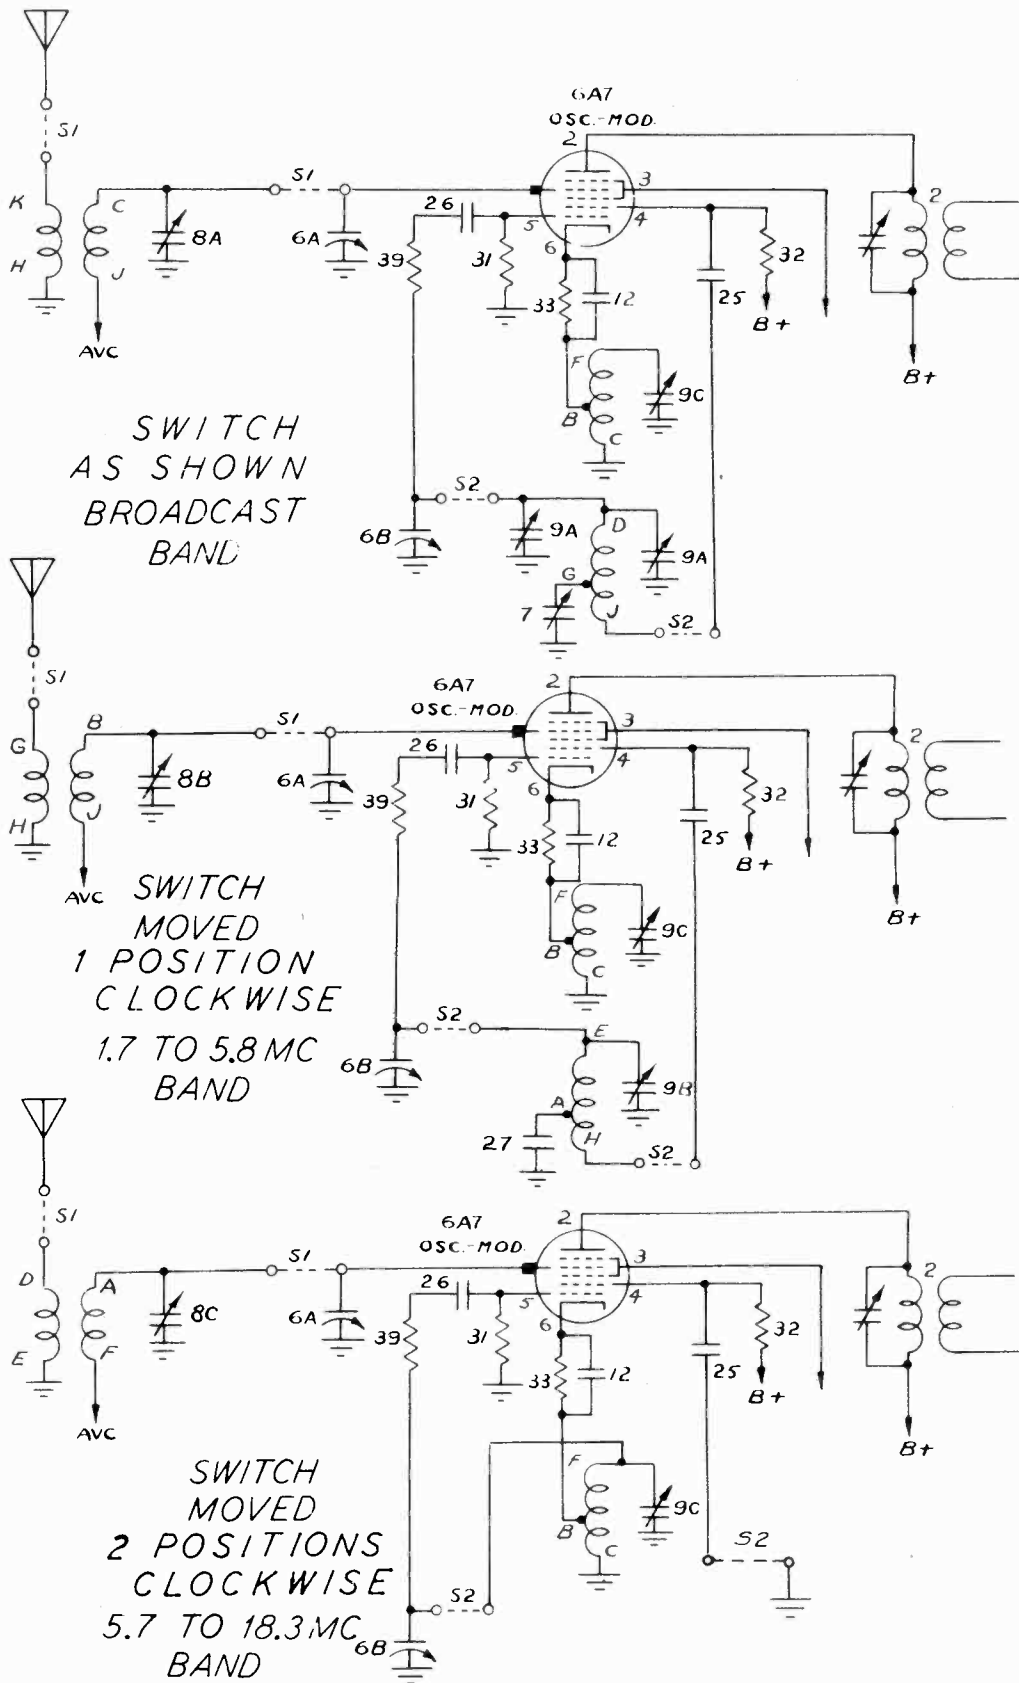 6A7
OSC.-MOD.
S1
2
K
C
S1
3
2
26
4
8A
6A
5
6
39
31
32
H
J
33
12
25
B+
AVC
F
9C
B+
B
C
SWITCH
AS SHOWN
BROADCAST
BAND
S2
6B
9A
D
9A
G
7
J
S2
S1
6A7
OSC.-MOD.
2
G
B
S1
3
2
26
4
8B
6A
5
6
39
31
32
H
J
33
12
25
B+
AVC
F
9C
B+
B
C
SWITCH
MOVED
1 POSITION
CLOCKWISE
1.7 TO 5.8 MC
BAND
S2
E
6B
9B
A
27
H
S2
S1
6A7
OSC.-MOD.
2
D
A
S1
3
2
26
4
8C
6A
5
6
39
31
32
E
F
33
12
25
B+
AVC
F
9C
B+
B
C
SWITCH
MOVED
2 POSITIONS
CLOCKWISE
5.7 TO 18.3 MC
BAND
S2
S2
6B